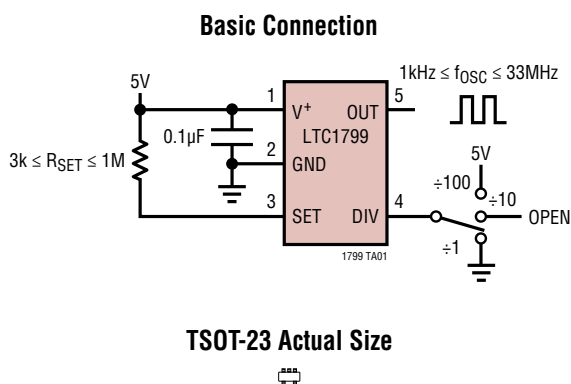 Basic Connection
1kHz ≤ fOSC ≤ 33MHz
5V
1
V+
OUT
5
0.1µF
LTC1799
2
GND
3k ≤ RSET ≤ 1M
5V
÷100
÷10
3
SET
DIV
4
OPEN
÷1
1799 TA01
TSOT-23 Actual Size